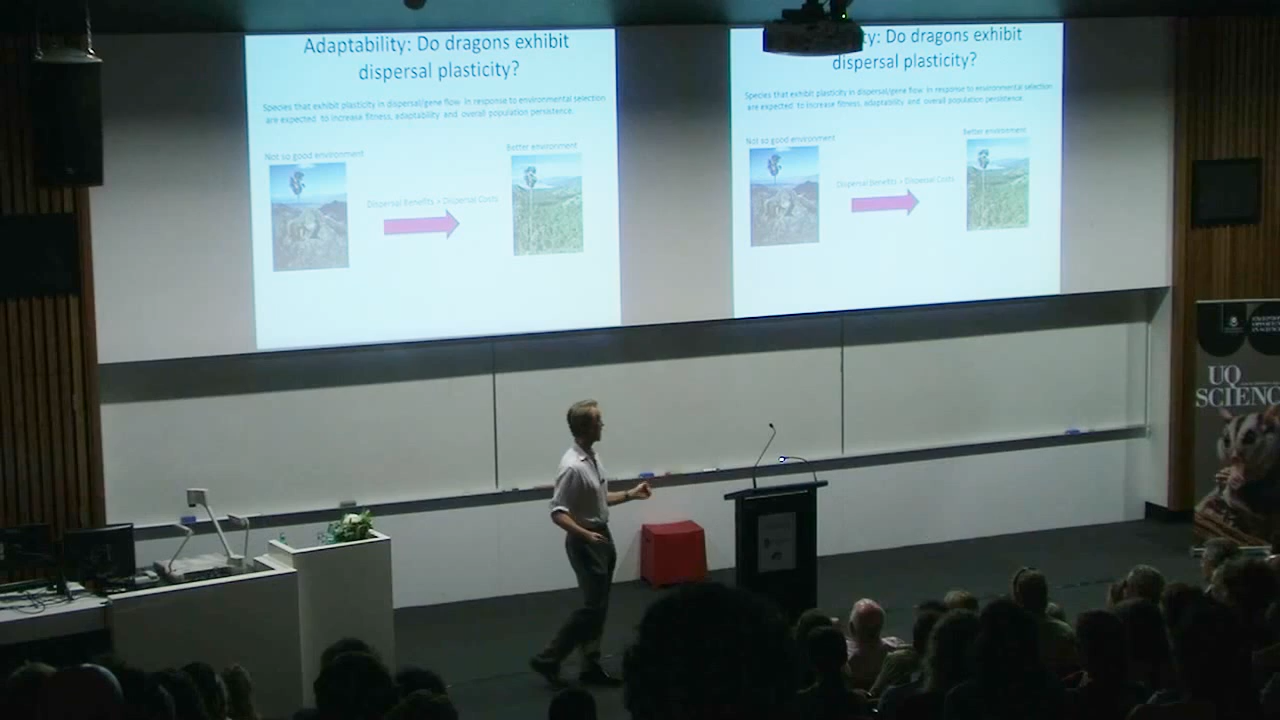 Adaptability: Do dragons exhibit
dispersal plasticity?
Species that exhibit plasticity in dispersal/gene flow in response to environmental selection
are expected to increase fitness, adaptability and overall population persistence.
Not so good environment
Better environment
Dispersal Benefits > Dispersal Costs
ty: Do dragons exhibit
dispersal plasticity?
Species that exhibit plasticity in dispersal/gene flow in response to environmental selection
are expected to increase fitness, adaptability and overall population persistence.
Not so good environment
Better environment
Dispersal Benefits > Dispersal Costs
UQ
SCIENC